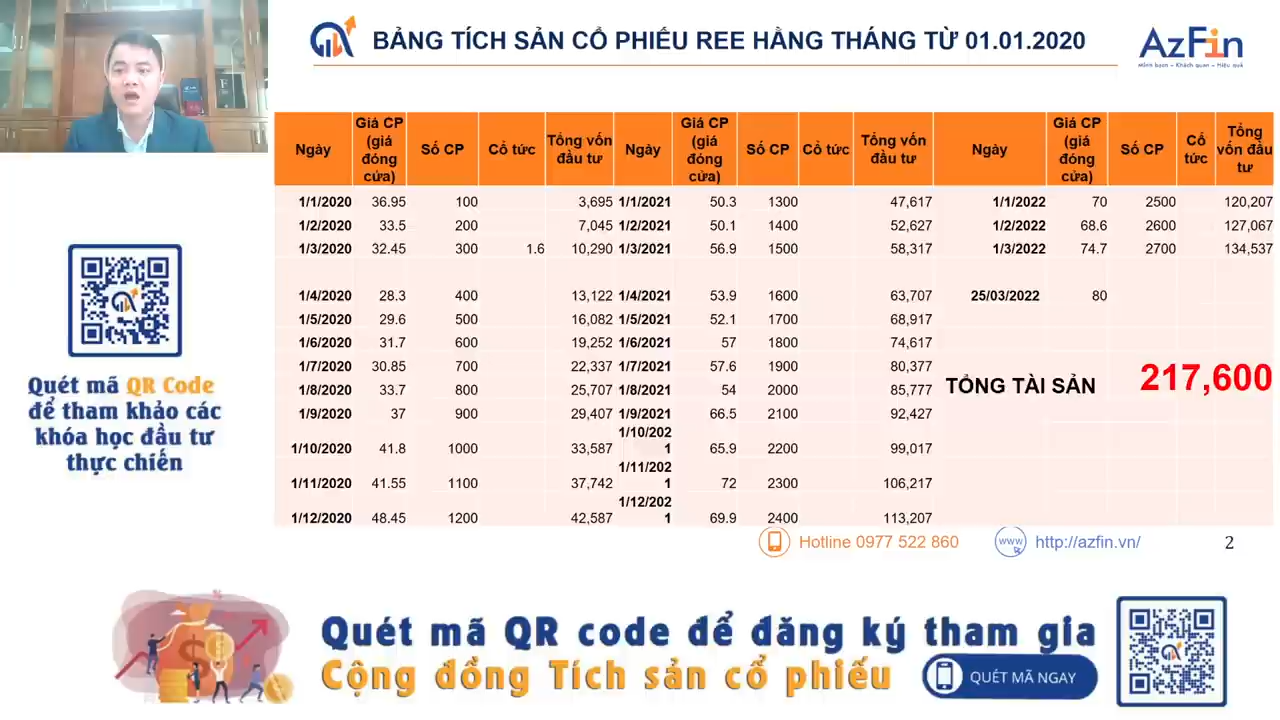 BẢNG TÍCH SẢN CỔ PHIẾU REE HẰNG THÁNG TỪ 01.01.2020
AzFin
Minh bạch - Khách quan - Hiệu quả
Ngày Giá CP (giá đóng cửa) Số CP Cổ tức Tổng vốn đầu tư Ngày Giá CP (giá đóng cửa) Số CP Cổ tức Tổng vốn đầu tư Ngày Giá CP (giá đóng cửa) Số CP Cổ tức Tổng vốn đầu tư
1/1/2020 36.95 100 3,695 1/1/2021 50.3 1300 47,617 1/1/2022 70 2500 120,207
1/2/2020 33.5 200 7,045 1/2/2021 50.1 1400 52,627 1/2/2022 68.6 2600 127,067
1/3/2020 32.45 300 1.6 10,290 1/3/2021 56.9 1500 58,317 1/3/2022 74.7 2700 134,537
1/4/2020 28.3 400 13,122 1/4/2021 53.9 1600 63,707 25/03/2022 80
1/5/2020 29.6 500 16,082 1/5/2021 52.1 1700 68,917
1/6/2020 31.7 600 19,252 1/6/2021 57 1800 74,617
1/7/2020 30.85 700 22,337 1/7/2021 57.6 1900 80,377
1/8/2020 33.7 800 25,707 1/8/2021 54 2000 85,777
TỔNG TÀI SẢN 217,600
1/9/2020 37 900 29,407 1/9/2021 66.5 2100 92,427
1/10/2020 41.8 1000 33,587 1/10/2021 65.9 2200 99,017
1/11/2020 41.55 1100 37,742 1/11/2021 72 2300 106,217
1/12/2020 48.45 1200 42,587 1/12/2021 69.9 2400 113,207
Quét mã QR Code
để tham khảo các
khóa học đầu tư
thực chiến
Hotline 0977 522 860
www
http://azfin.vn/
2
Quét mã QR code để đăng ký tham gia
Cộng đồng Tích sản cổ phiếu
QUÉT MÃ NGAY